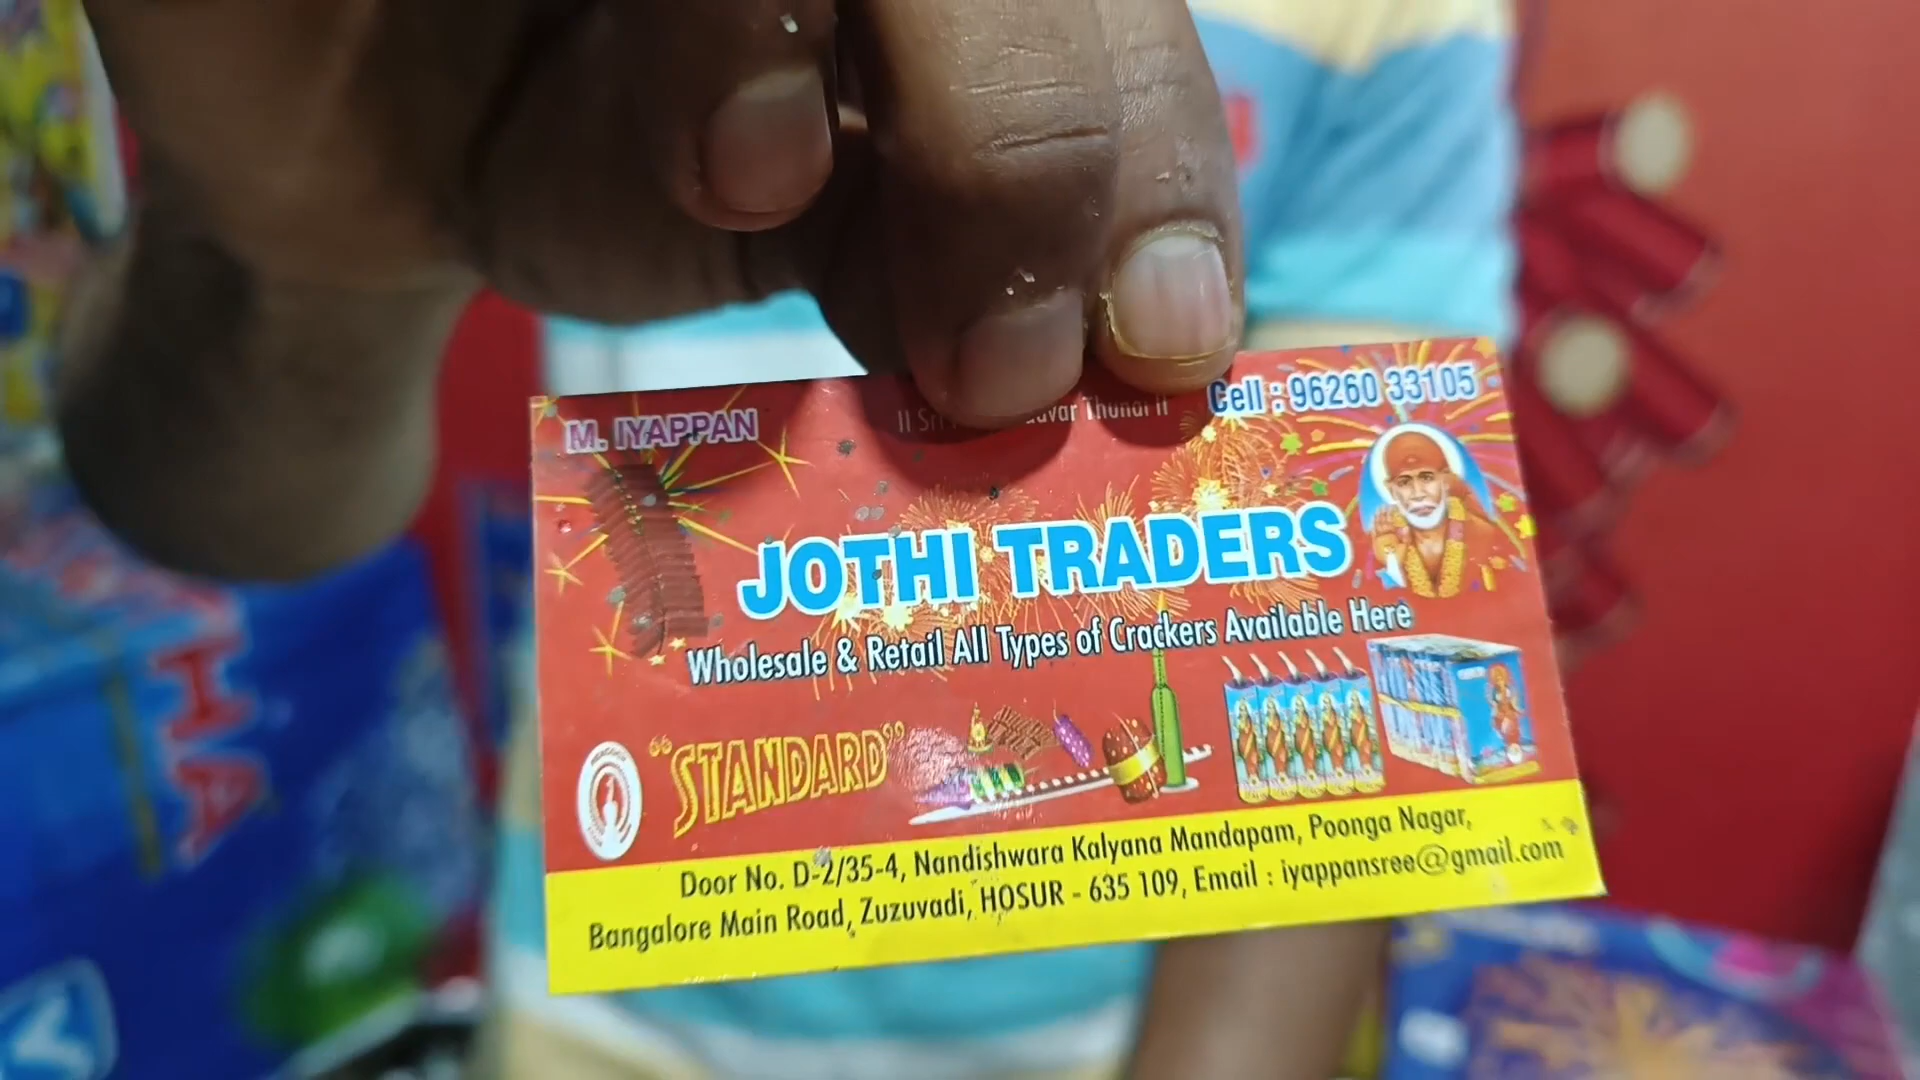 M. IYAPPAN
Cell : 96260 33105
JOTHI TRADERS
Wholesale & Retail All Types of Crackers Available Here
"STANDARD"
Door No. D-2/35-4, Nandishwara Kalyana Mandapam, Poonga Nagar,
Bangalore Main Road, Zuzuvadi, HOSUR - 635 109, Email : iyappansree@gmail.com